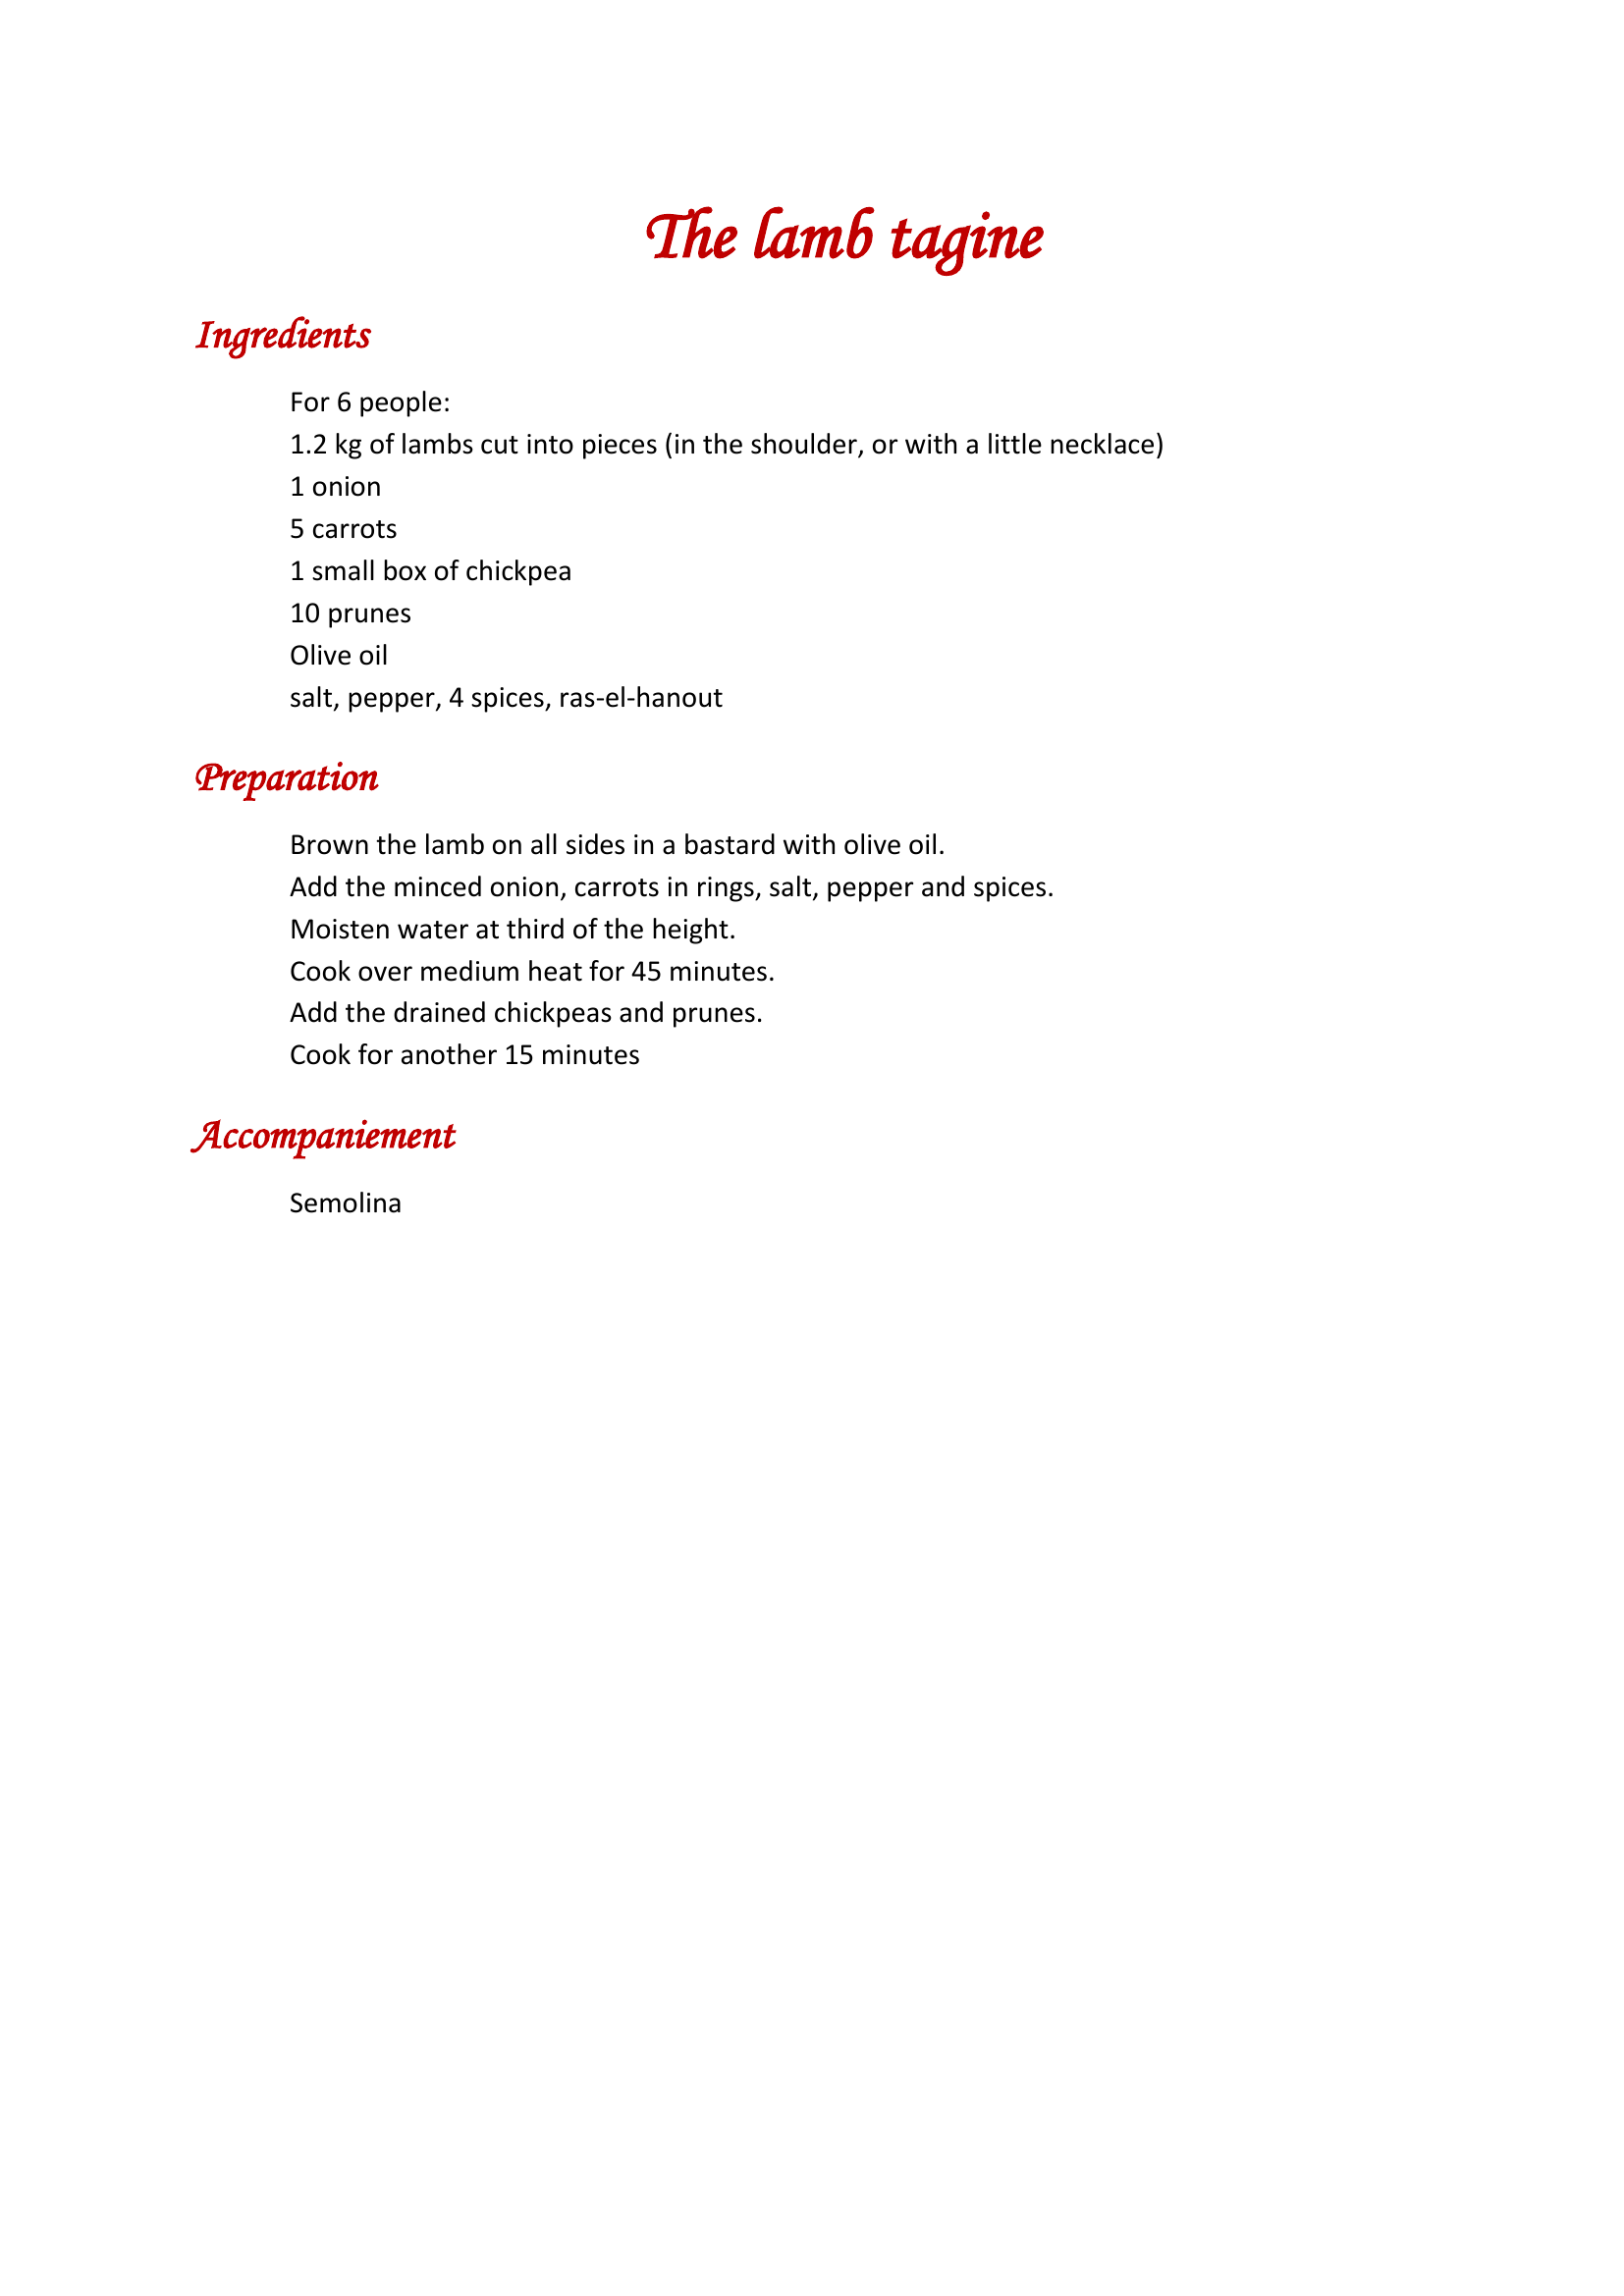 The lamb tagine
Ingredients
For 6 people:
1.2 kg of lambs cut into pieces (in the shoulder, or with a little necklace)
1 onion
5 carrots
1 small box of chickpea
10 prunes
Olive oil
salt, pepper, 4 spices, ras-el-hanout
Preparation
Brown the lamb on all sides in a bastard with olive oil.
Add the minced onion, carrots in rings, salt, pepper and spices.
Moisten water at third of the height.
Cook over medium heat for 45 minutes.
Add the drained chickpeas and prunes.
Cook for another 15 minutes
Accompaniement
Semolina